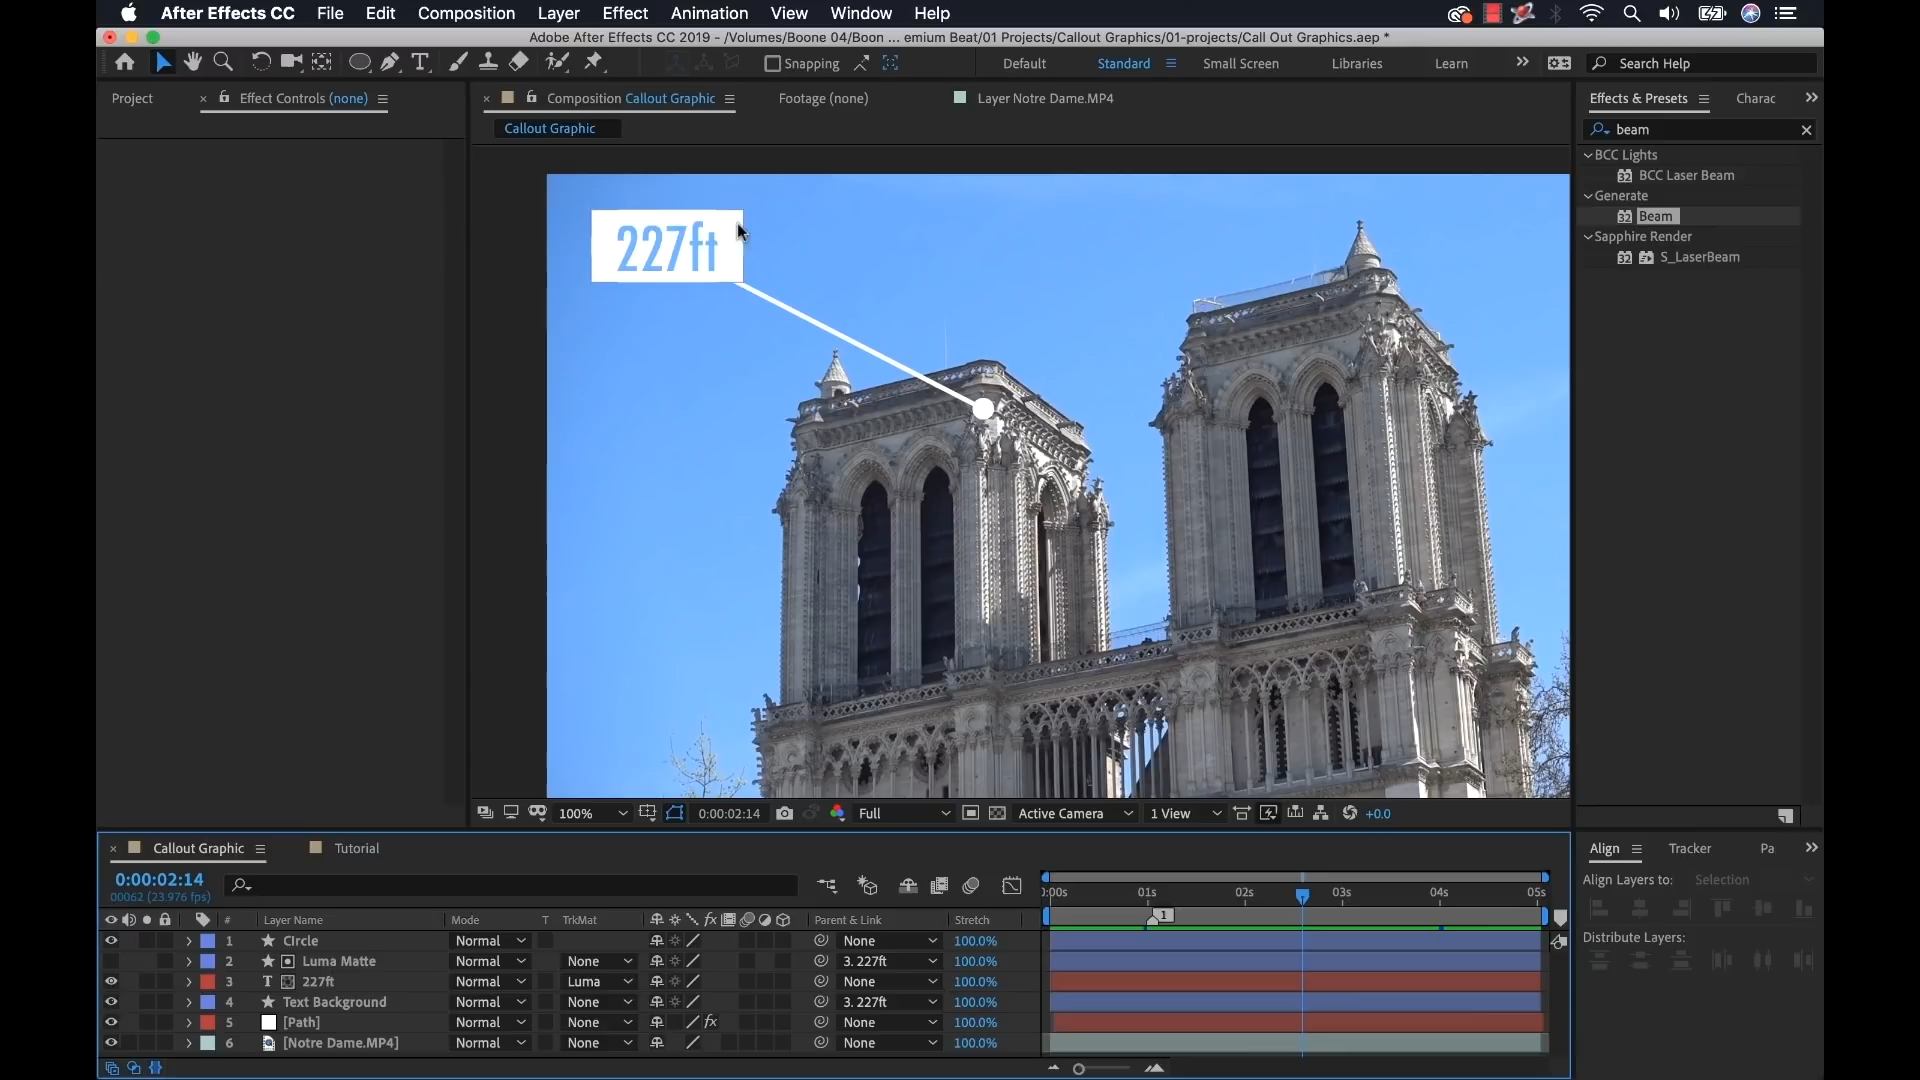 After Effects CC File Edit Composition Layer Effect Animation View Window Help
Adobe After Effects CC 2019 - /Volumes/Boone 04/Boon ... emium Beat/01 Projects/Callout Graphics/01-projects/Call Out Graphics.aep *
Snapping Default Standard Small Screen Libraries Learn Search Help
Project Effect Controls (none) Composition Callout Graphic Footage (none) Layer Notre Dame.MP4 Effects & Presets Charac
Callout Graphic
beam
BCC Lights
BCC Laser Beam
Generate
Beam
Sapphire Render
S_LaserBeam
227ft
100% 0:00:02:14 Full Active Camera 1 View +0.0
Callout Graphic Tutorial Align Tracker Pa
0:00:02:14
00062 (23.976 fps)
Align Layers to: Selection
0:00s 01s 02s 03s 04s 05s
1
# Layer Name Mode T TrkMat Parent & Link Stretch
Distribute Layers:
1 CIrcle Normal None 100.0%
2 Luma Matte Normal None 3. 227ft 100.0%
3 227ft Normal Luma None 100.0%
4 Text Background Normal None 3. 227ft 100.0%
5 [Path] Normal None None 100.0%
6 [Notre Dame.MP4] Normal None None 100.0%